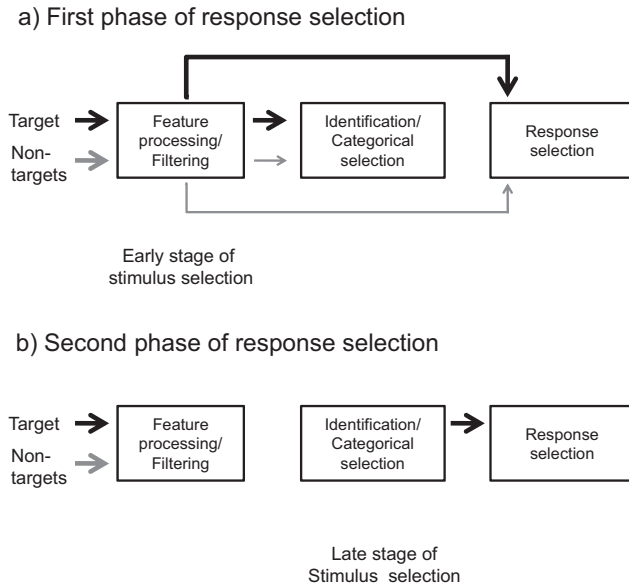 a) First phase of response selection
Target
Non-
targets
Feature
processing/
Filtering
Identification/
Categorical
selection
Response
selection
Early stage of
stimulus selection
b) Second phase of response selection
Target
Non-
targets
Feature
processing/
Filtering
Identification/
Categorical
selection
Response
selection
Late stage of
Stimulus selection